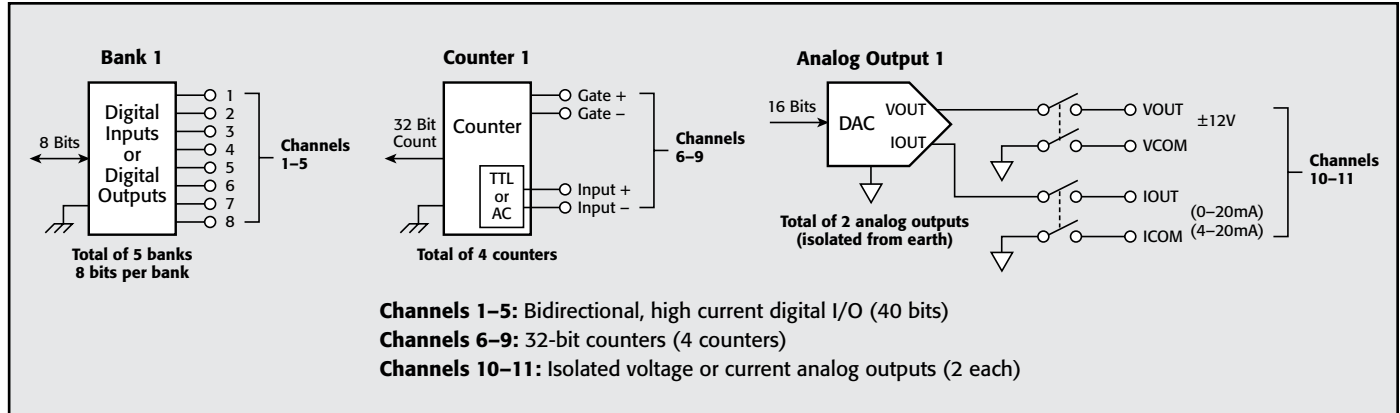 Bank 1
8 Bits
Digital
Inputs
or
Digital
Outputs
1
2
3
4
5
6
7
8
Channels
1–5
Total of 5 banks
8 bits per bank
Counter 1
32 Bit
Count
Counter
TTL
or
AC
Gate +
Gate –
Input +
Input –
Channels
6–9
Total of 4 counters
Analog Output 1
16 Bits
DAC
VOUT
IOUT
VOUT
±12V
VCOM
IOUT
(0–20mA)
ICOM
(4–20mA)
Channels
10–11
Total of 2 analog outputs
(isolated from earth)
Channels 1–5: Bidirectional, high current digital I/O (40 bits)
Channels 6–9: 32-bit counters (4 counters)
Channels 10–11: Isolated voltage or current analog outputs (2 each)